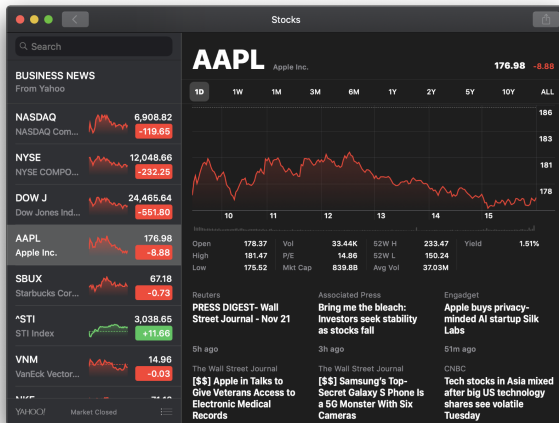 Stocks
Search
BUSINESS NEWS
From Yahoo
NASDAQ 6,908.82
NASDAQ Com... -119.65
NYSE 12,048.66
NYSE COMPO... -232.25
DOW J 24,465.64
Dow Jones Ind... -551.80
AAPL 176.98
Apple Inc. -8.88
SBUX 67.18
Starbucks Cor... -0.73
^STI 3,038.65
STI Index +11.66
VNM 14.96
VanEck Vector... -0.03
YAHOO! Market Closed
AAPL Apple Inc. 176.98 -8.88
1D 1W 1M 3M 6M 1Y 2Y 5Y 10Y ALL
186
183
181
178
10 11 12 13 14 15
Open 178.37 Vol 33.44K 52W H 233.47 Yield 1.51%
High 181.47 P/E 14.86 52W L 150.24
Low 175.52 Mkt Cap 839.8B Avg Vol 37.03M
Reuters
PRESS DIGEST- Wall
Street Journal - Nov 21
5h ago
Associated Press
Bring me the bleach:
Investors seek stability
as stocks fall
3h ago
Engadget
Apple buys privacy-
minded AI startup Silk
Labs
51m ago
The Wall Street Journal
[$$] Apple in Talks to
Give Veterans Access to
Electronic Medical
Records
The Wall Street Journal
[$$] Samsung's Top-
Secret Galaxy S Phone Is
a 5G Monster With Six
Cameras
CNBC
Tech stocks in Asia mixed
after big US technology
shares see volatile
Tuesday